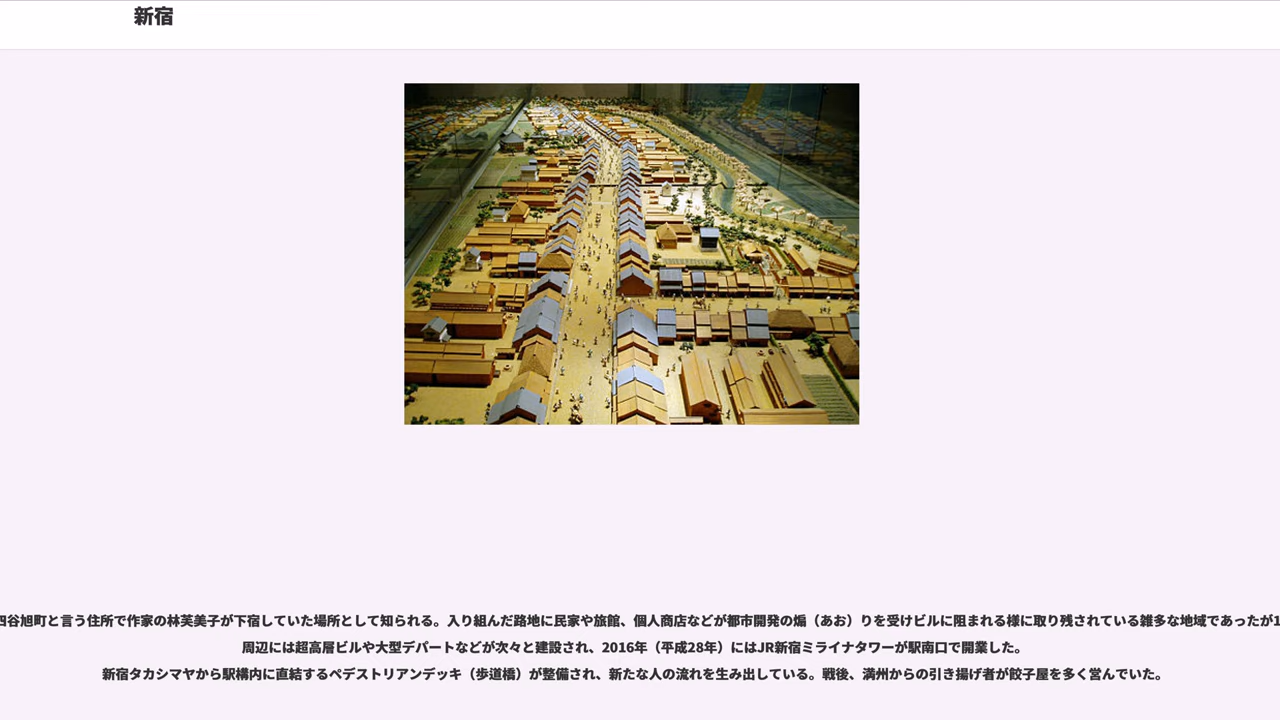 新宿
四谷旭町と言う住所で作家の林芙美子が下宿していた場所として知られる。入り組んだ路地に民家や旅館、個人商店などが都市開発の煽（あお）りを受けビルに阻まれる様に取り残されている雑多な地域であったが1
周辺には超高層ビルや大型デパートなどが次々と建設され、2016年（平成28年）にはJR新宿ミライナタワーが駅南口で開業した。
新宿タカシマヤから駅構内に直結するペデストリアンデッキ（歩道橋）が整備され、新たな人の流れを生み出している。戦後、満州からの引き揚げ者が餃子屋を多く営んでいた。